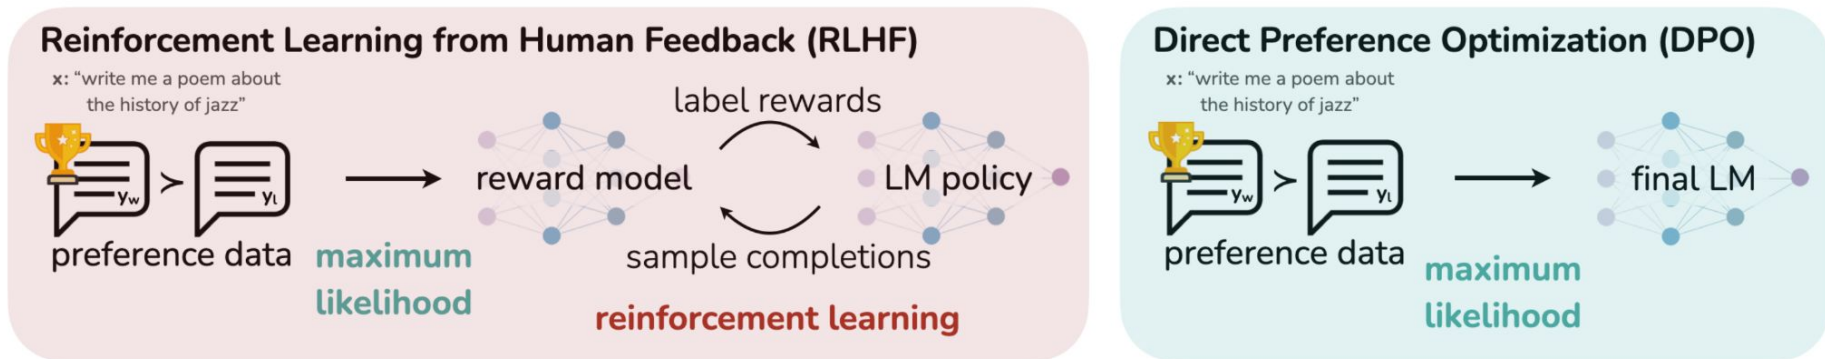 Reinforcement Learning from Human Feedback (RLHF)
x: “write me a poem about
the history of jazz”
label rewards
yw ≻ yl
reward model
LM policy
preference data
maximum
likelihood
sample completions
reinforcement learning
Direct Preference Optimization (DPO)
x: “write me a poem about
the history of jazz”
yw ≻ yl
final LM
preference data
maximum
likelihood